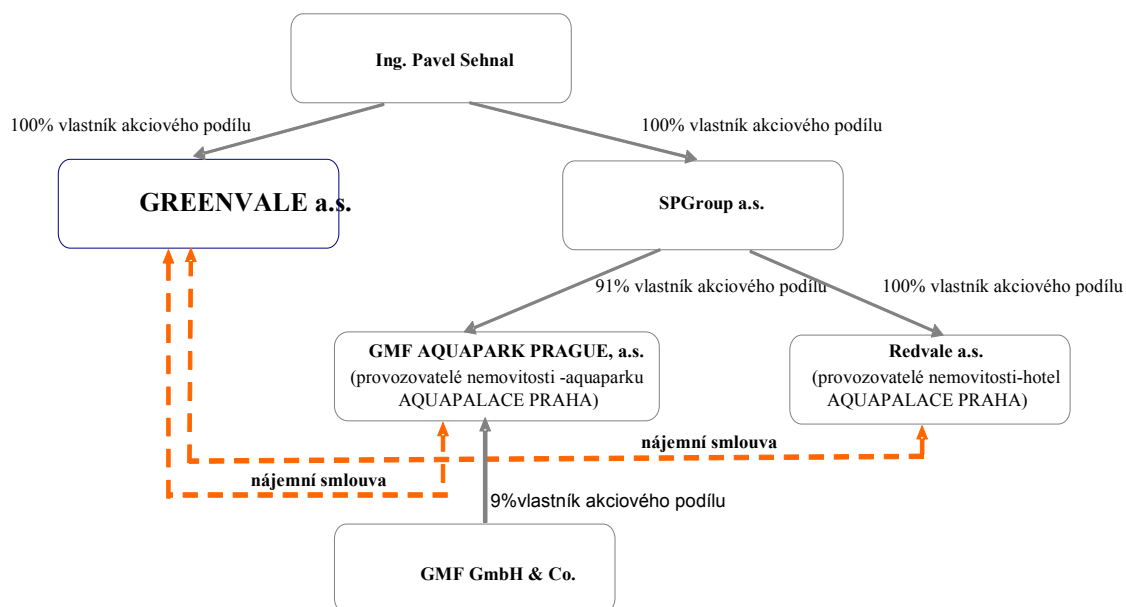 Ing. Pavel Sehnal
100% vlastník akciového podílu
100% vlastník akciového podílu
GREENVALE a.s.
SPGroup a.s.
91% vlastník akciového podílu
100% vlastník akciového podílu
GMF AQUAPARK PRAGUE, a.s.
(provozovatelé nemovitosti -aquaparku
AQUAPALACE PRAHA)
Redvale a.s.
(provozovatelé nemovitosti-hotel
AQUAPALACE PRAHA)
nájemní smlouva
nájemní smlouva
9%vlastník akciového podílu
GMF GmbH & Co.